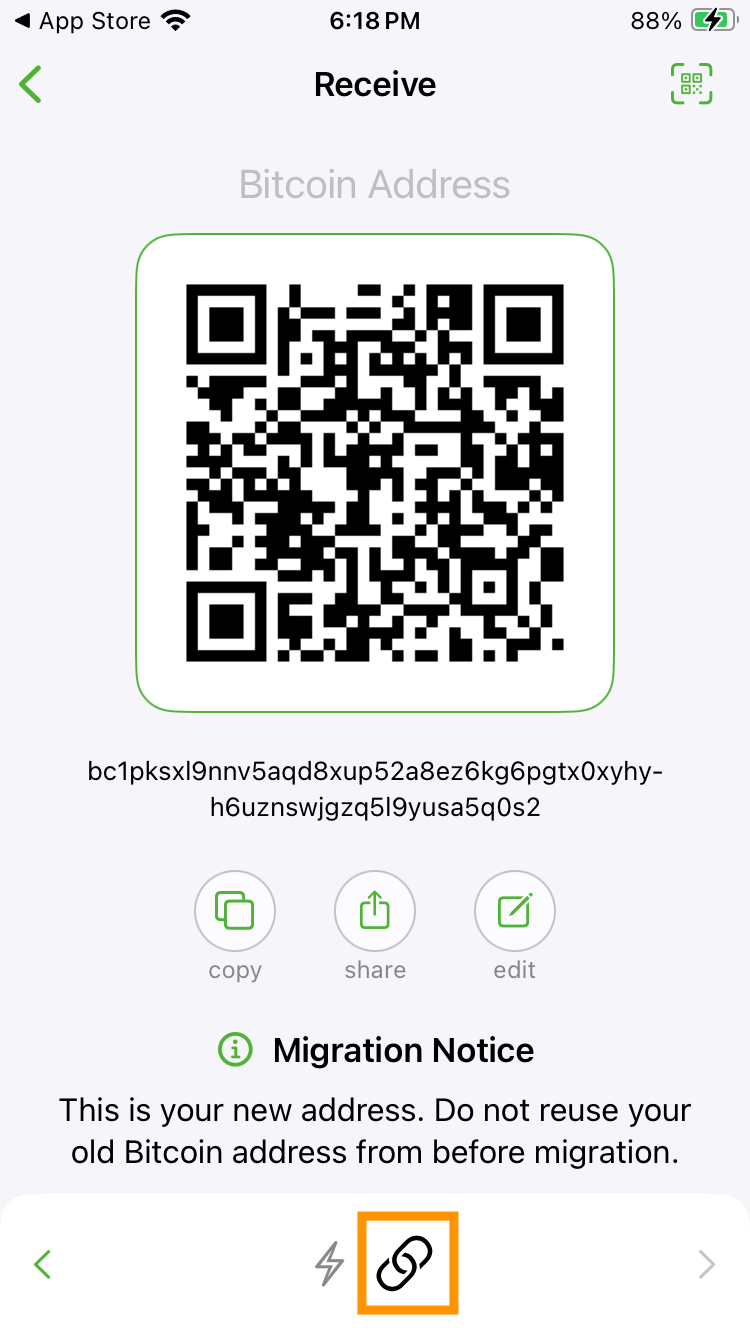 App Store
6:18 PM
88%
Receive
Bitcoin Address
bc1pksxl9nnv5aqd8xup52a8ez6kg6pgtx0xyhy-
h6uznswjgzq5l9yusa5q0s2
copy
share
edit
Migration Notice
This is your new address. Do not reuse your
old Bitcoin address from before migration.